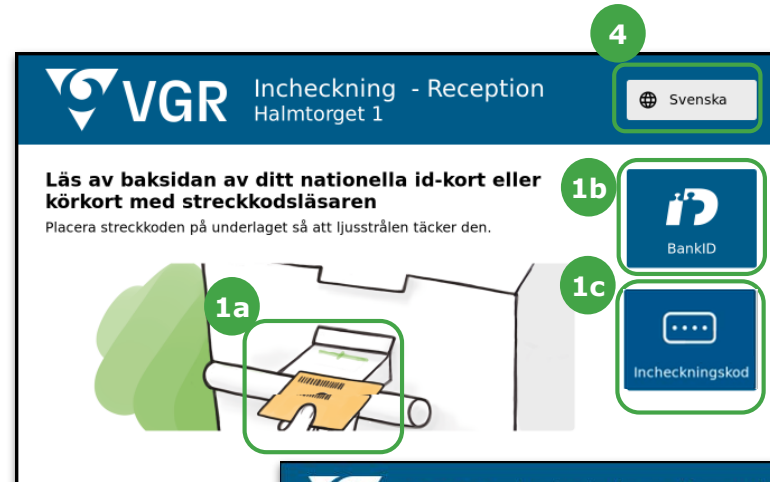 4
VGR
Incheckning - Reception
Halmtorget 1
Svenska
Läs av baksidan av ditt nationella id-kort eller
körkort med streckkodsläsaren
Placera streckkoden på underlaget så att ljusstrålen täcker den.
1b
BankID
1a
1c
Incheckningskod